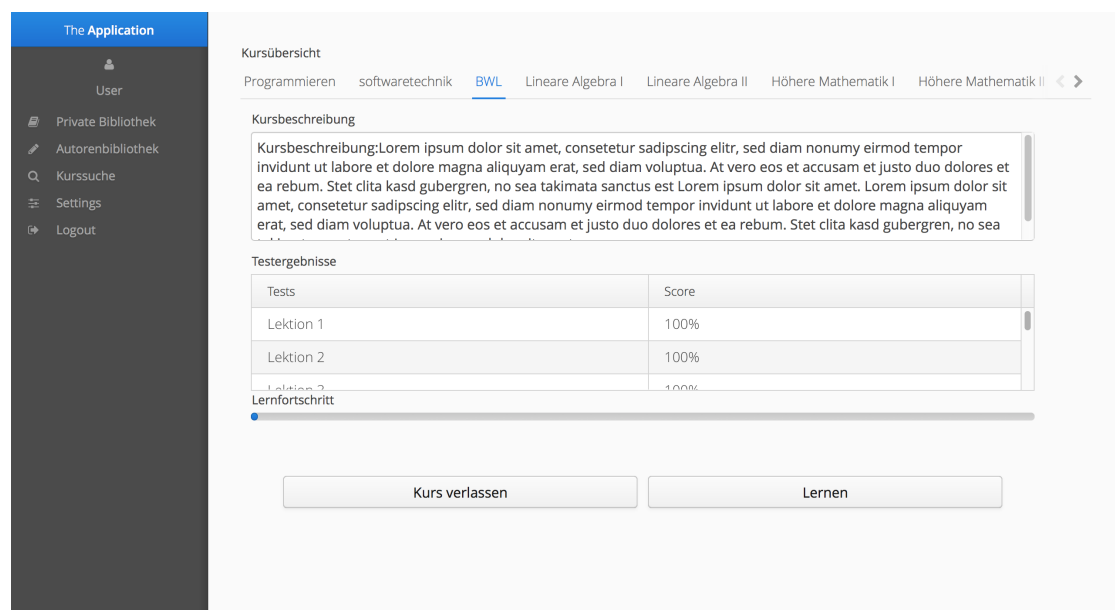 The Application
User
Private Bibliothek
Autorenbibliothek
Kurssuche
Settings
Logout
Kursübersicht
Programmieren softwaretechnik BWL Lineare Algebra I Lineare Algebra II Höhere Mathematik I Höhere Mathematik II
Kursbeschreibung
Kursbeschreibung:Lorem ipsum dolor sit amet, consetetur sadipscing elitr, sed diam nonumy eirmod tempor
invidunt ut labore et dolore magna aliquyam erat, sed diam voluptua. At vero eos et accusam et justo duo dolores et
ea rebum. Stet clita kasd gubergren, no sea takimata sanctus est Lorem ipsum dolor sit amet. Lorem ipsum dolor sit
amet, consetetur sadipscing elitr, sed diam nonumy eirmod tempor invidunt ut labore et dolore magna aliquyam
erat, sed diam voluptua. At vero eos et accusam et justo duo dolores et ea rebum. Stet clita kasd gubergren, no sea
Testergebnisse
Tests Score
Lektion 1 100%
Lektion 2 100%
Lektion 3 100%
Lernfortschritt
Kurs verlassen Lernen